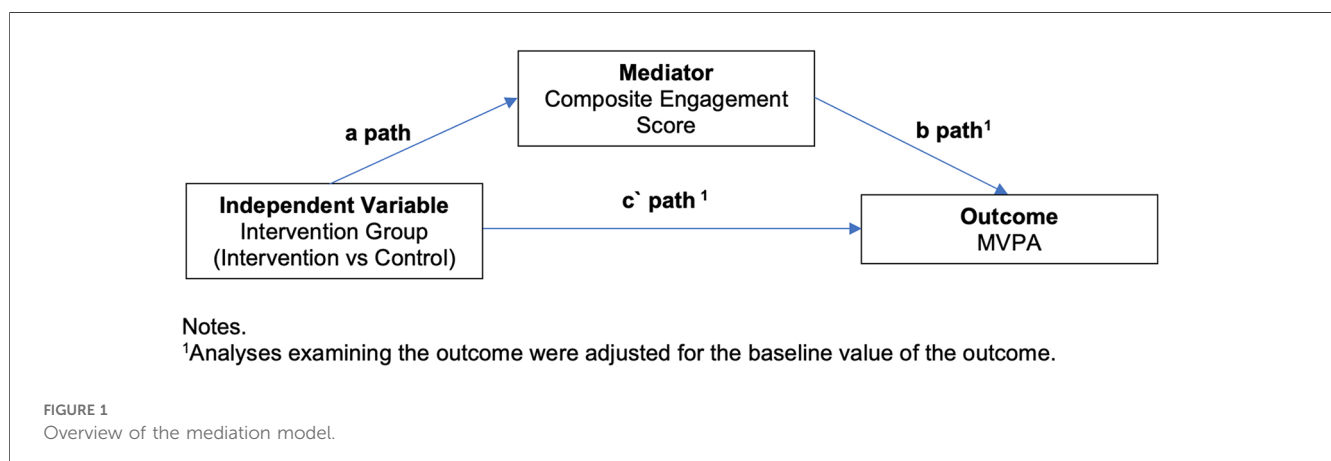 Mediator
Composite Engagement
Score
a path
b path¹
Independent Variable
Intervention Group
(Intervention vs Control)
c` path ¹
Outcome
MVPA
Notes.
¹Analyses examining the outcome were adjusted for the baseline value of the outcome.
FIGURE 1
Overview of the mediation model.